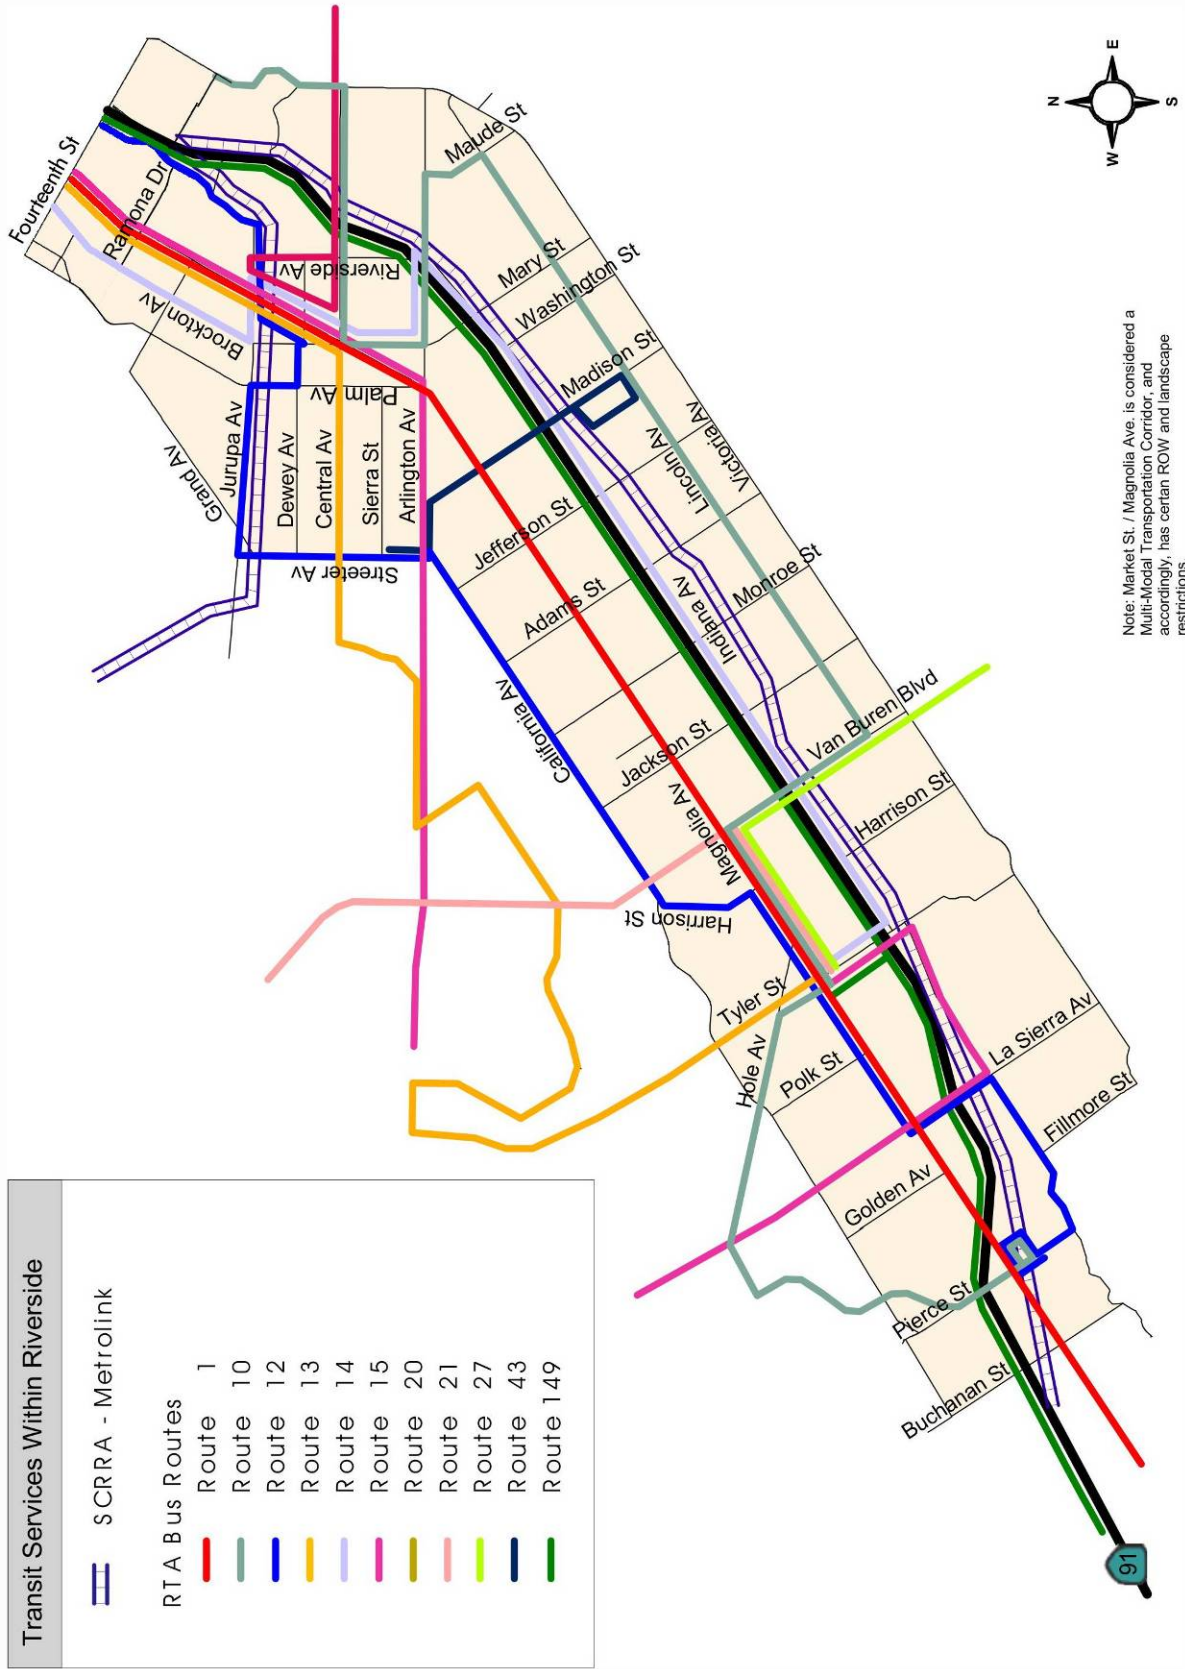 Transit Services Within Riverside
SCRRA - Metrolink
RTA Bus Routes
Route 1
Route 10
Route 12
Route 13
Route 14
Route 15
Route 20
Route 21
Route 27
Route 43
Route 149
Fourteenth St
Ramona Dr
Brockton Av
Riverside Av
Palm Av
Grand Av
Jurupa Av
Dewey Av
Central Av
Sierra St
Arlington Av
Streeter Av
Maude St
Mary St
Washington St
Madison St
Victoria Av
Lincoln Av
Jefferson St
Adams St
Monroe St
Indiana Av
California Av
Jackson St
Magnolia Av
Van Buren Blvd
Harrison St
Harrison St
Tyler St
Hole Av
Polk St
La Sierra Av
Fillmore St
Golden Av
Pierce St
Buchanan St
91
N
E
S
W
Note: Market St. / Magnolia Ave. is considered a
Multi-Modal Transportation Corridor, and
accordingly, has certan ROW and landscape
restrictions